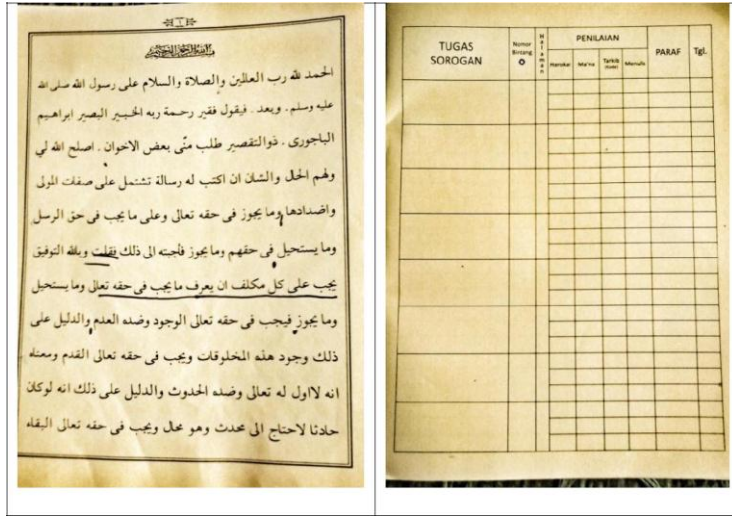 ١
بسم الله الرحمن الرحيم
الحمد لله رب العالمين والصلاة والسلام على رسول الله صلى الله
عليه وسلم . وبعد . فيقول فقير رحمة ربه الخبير البصير ابراهيم
الباجورى . ذوالتقصير طلب منّى بعض الاخوان . اصلح الله لي
ولهم الحال والشان ان اكتب له رسالة تشتمل على صفات المولى
واضدادها وما يجوز فى حقه تعالى وعلى ما يجب فى حق الرسل
وما يستحيل فى حقهم وما يجوز فأجبته الى ذلك فقلت وبالله التوفيق
يجب على كل مكلف ان يعرف ما يجب فى حقه تعالى وما يستحيل
وما يجوز فيجب فى حقه تعالى الوجود وضده العدم والدليل على
ذلك وجود هذه المخلوقات ويجب فى حقه تعالى القدم ومعناه
انه لااول له تعالى وضده الحدوث والدليل على ذلك انه لوكان
حادثا لاحتاج الى محدث وهو محال ويجب فى حقه تعالى البقاء
TUGAS SOROGAN
Nomor Bintang
Halaman
PENILAIAN
Harokat
Ma'na
Tarkib
Menulis
PARAF
Tgl.